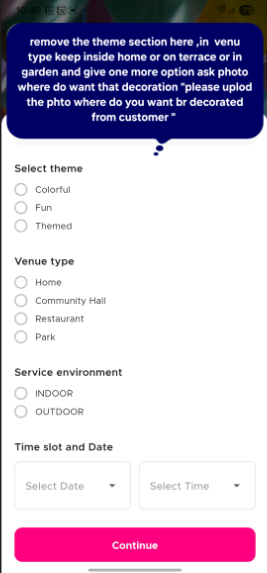 10:40
71
remove the theme section here ,in venu
type keep inside home or on terrace or in
garden and give one more option ask photo
where do want that decoration "please uplod
the phto where do you want br decorated
from customer "
Select theme
Colorful
Fun
Themed
Venue type
Home
Community Hall
Restaurant
Park
Service environment
INDOOR
OUTDOOR
Time slot and Date
Select Date
Select Time
Continue